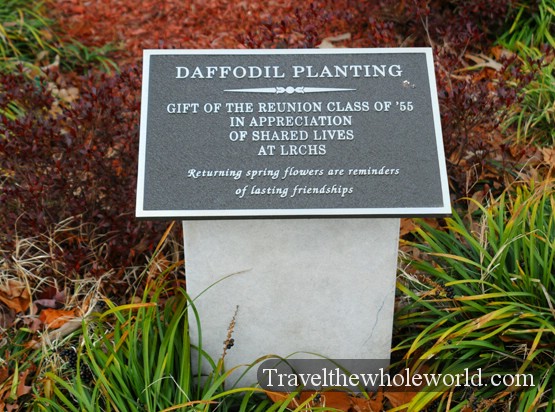 DAFFODIL PLANTING
GIFT OF THE REUNION CLASS OF '55
IN APPRECIATION
OF SHARED LIVES
AT LRCHS
Returning spring flowers are reminders
of lasting friendships
Travelthewholeworld.com